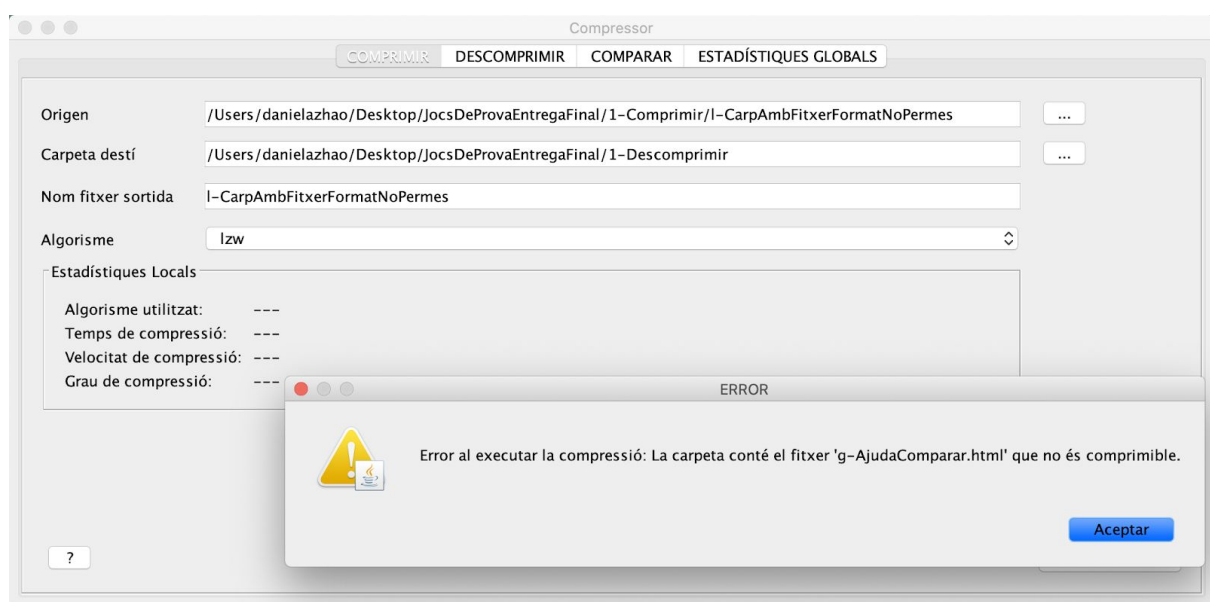 Compressor
COMPRIMIR DESCOMPRIMIR COMPARAR ESTADÍSTIQUES GLOBALS
Origen /Users/danielazhao/Desktop/JocsDeProvaEntregaFinal/1-Comprimir/l-CarpAmbFitxerFormatNoPermes ...
Carpeta destí /Users/danielazhao/Desktop/JocsDeProvaEntregaFinal/1-Descomprimir ...
Nom fitxer sortida l-CarpAmbFitxerFormatNoPermes
Algorisme lzw
Estadístiques Locals
Algorisme utilitzat: ---
Temps de compressió: ---
Velocitat de compressió: ---
Grau de compressió: ---
ERROR
Error al executar la compressió: La carpeta conté el fitxer 'g-AjudaComparar.html' que no és comprimible.
Aceptar
?